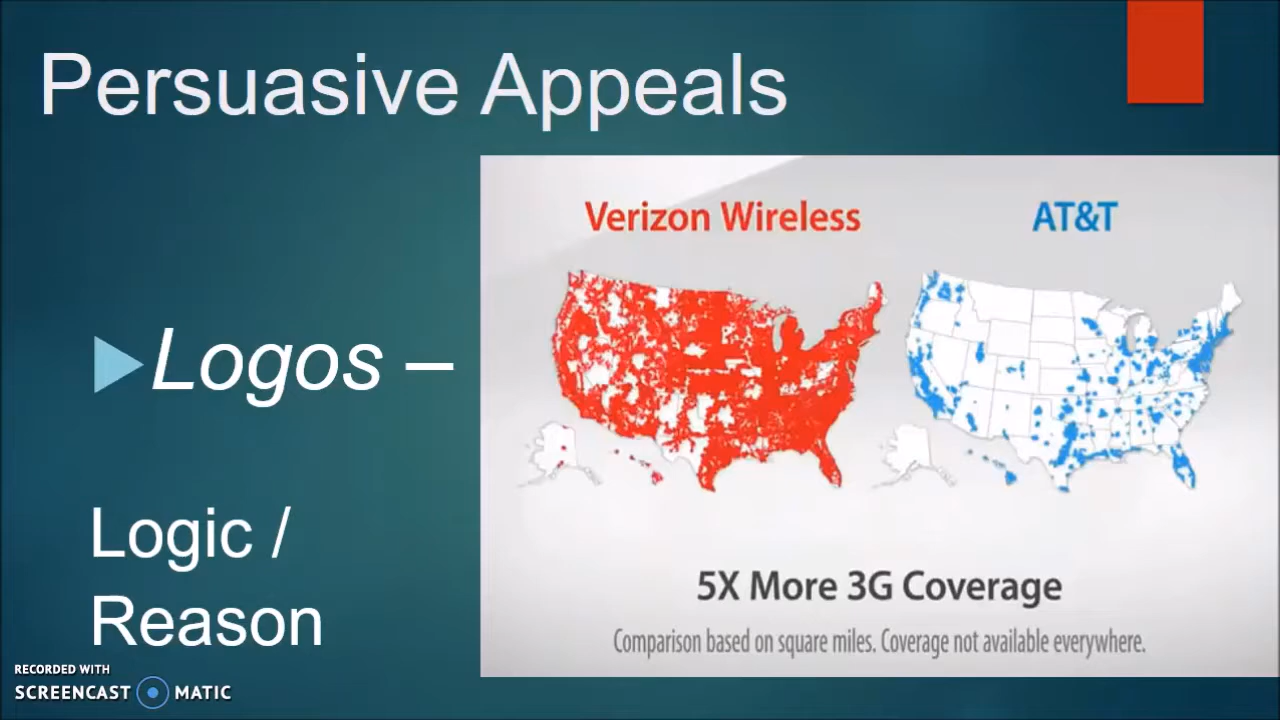 Persuasive Appeals
Logos –
Logic /
Reason
Verizon Wireless
AT&T
5X More 3G Coverage
Comparison based on square miles. Coverage not available everywhere.
RECORDED WITH
SCREENCAST MATIC